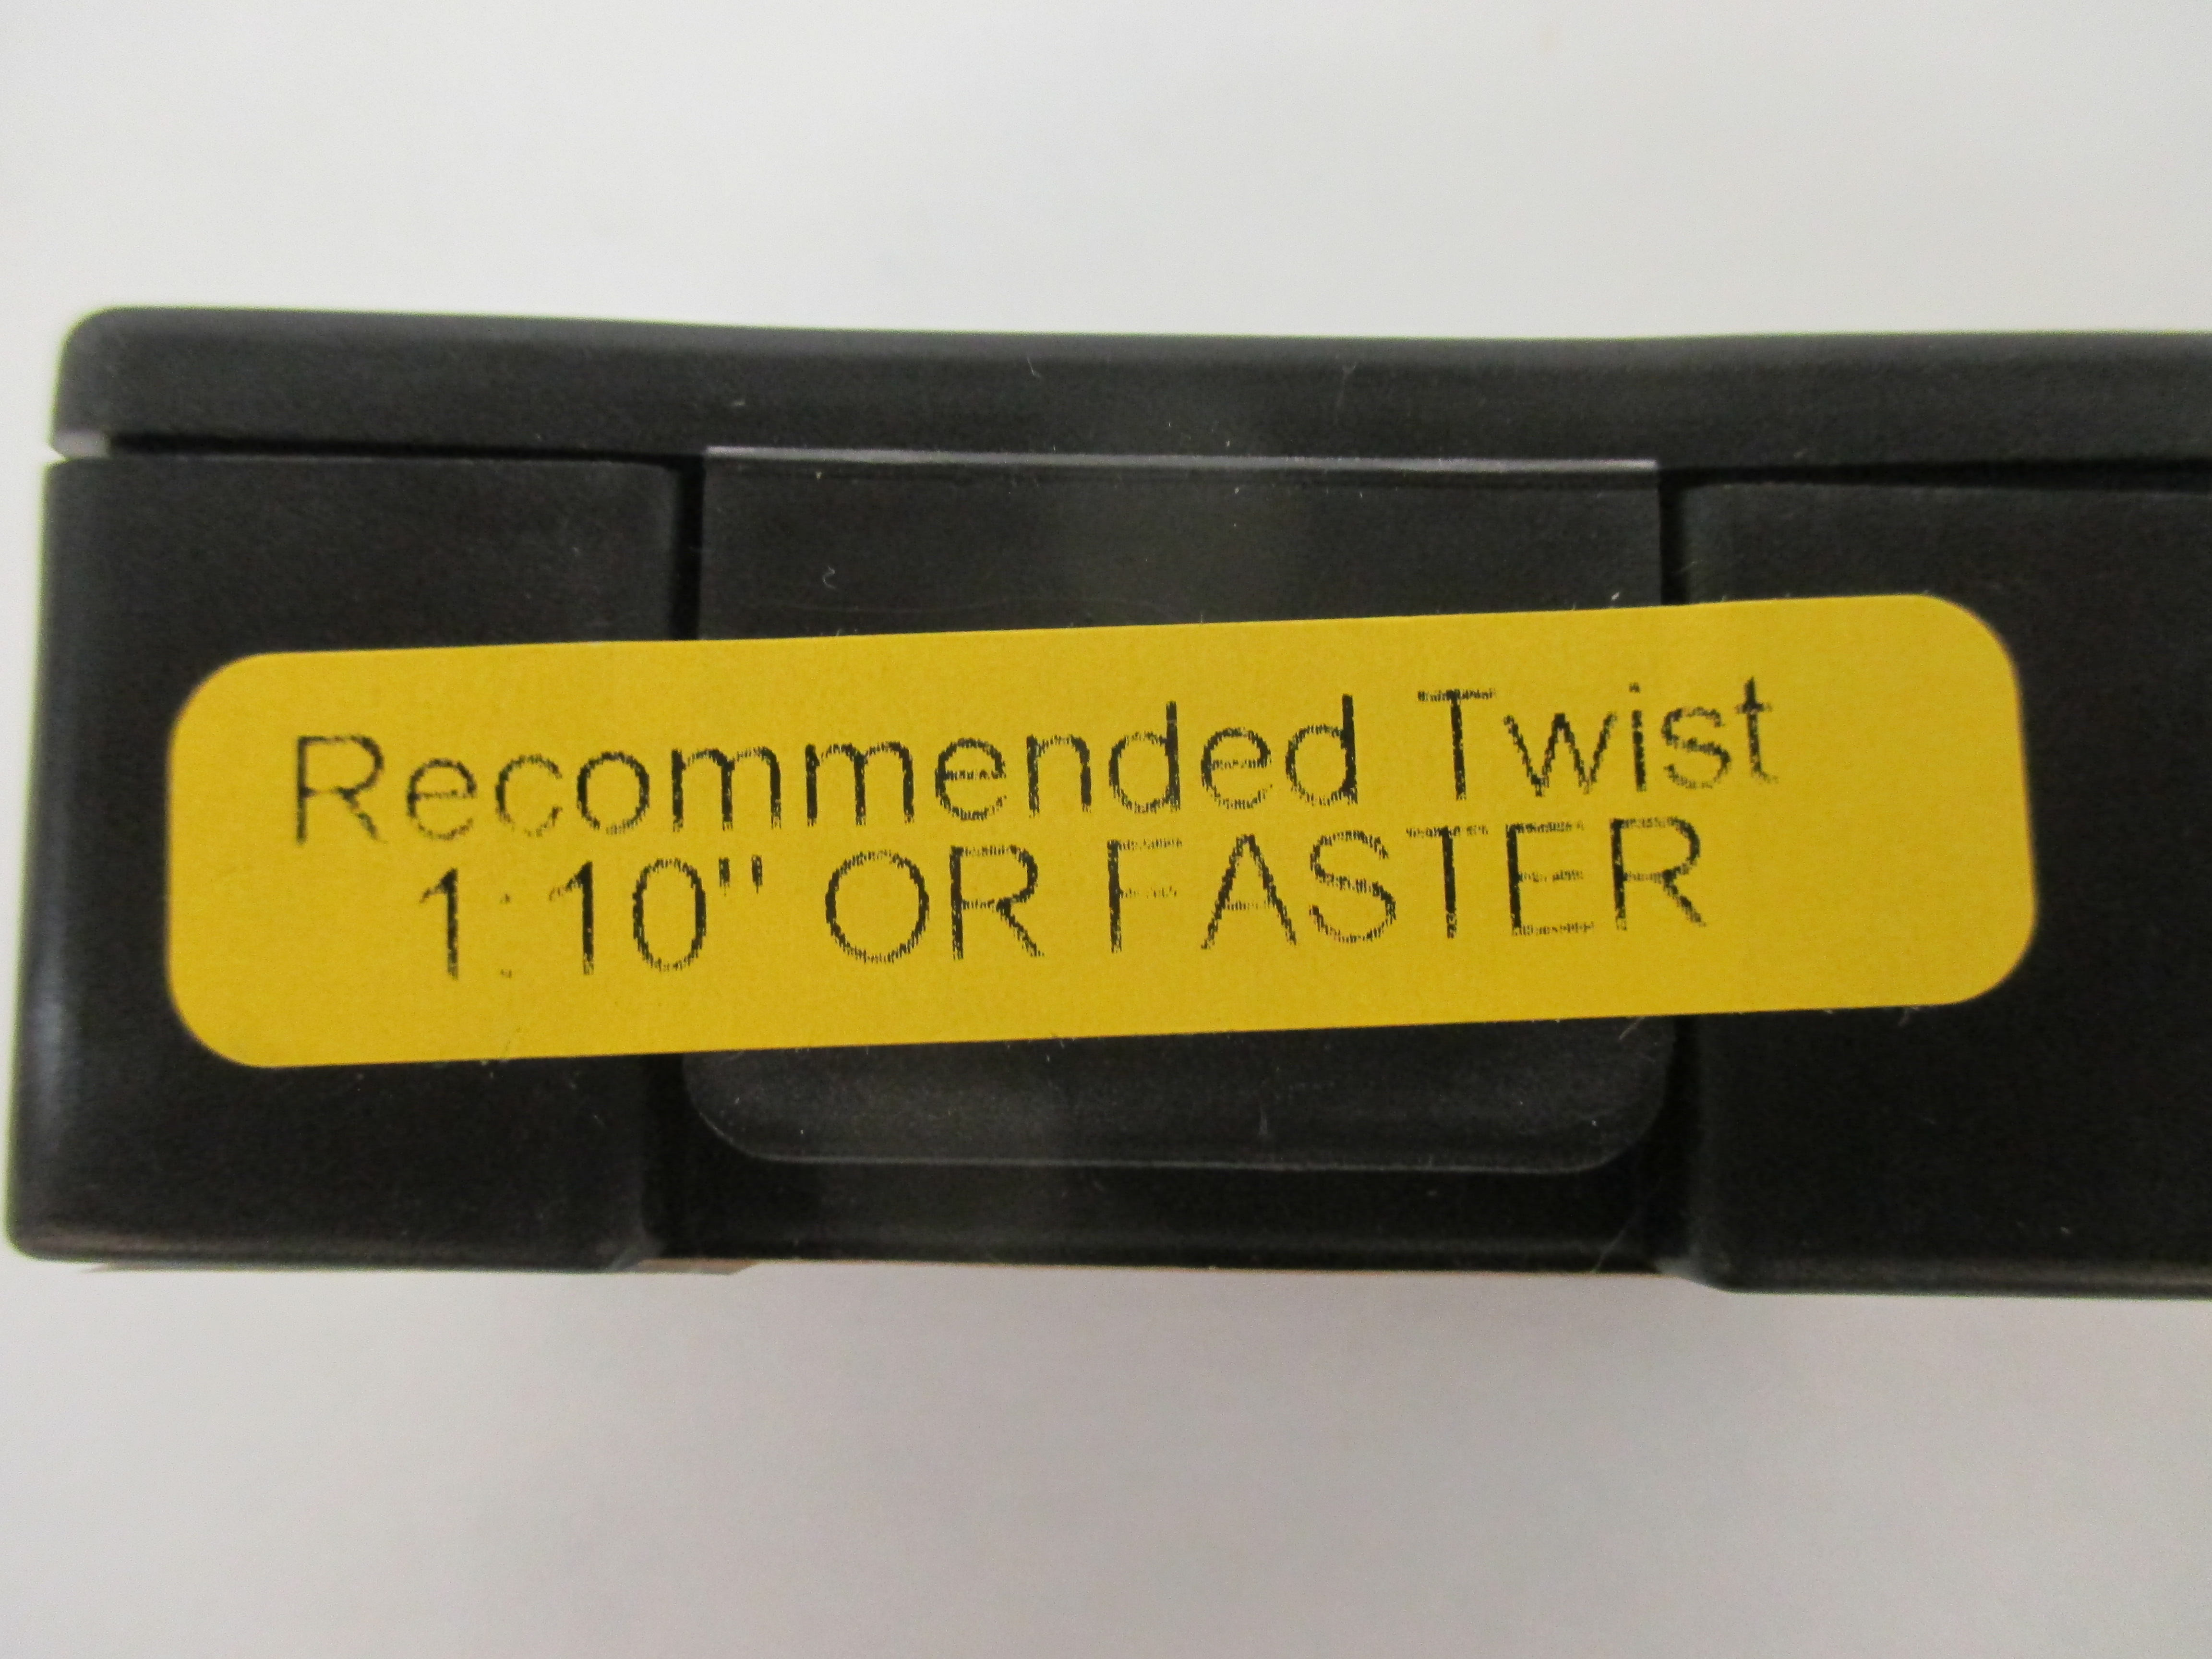 Recommended Twist
1:10" OR FASTER